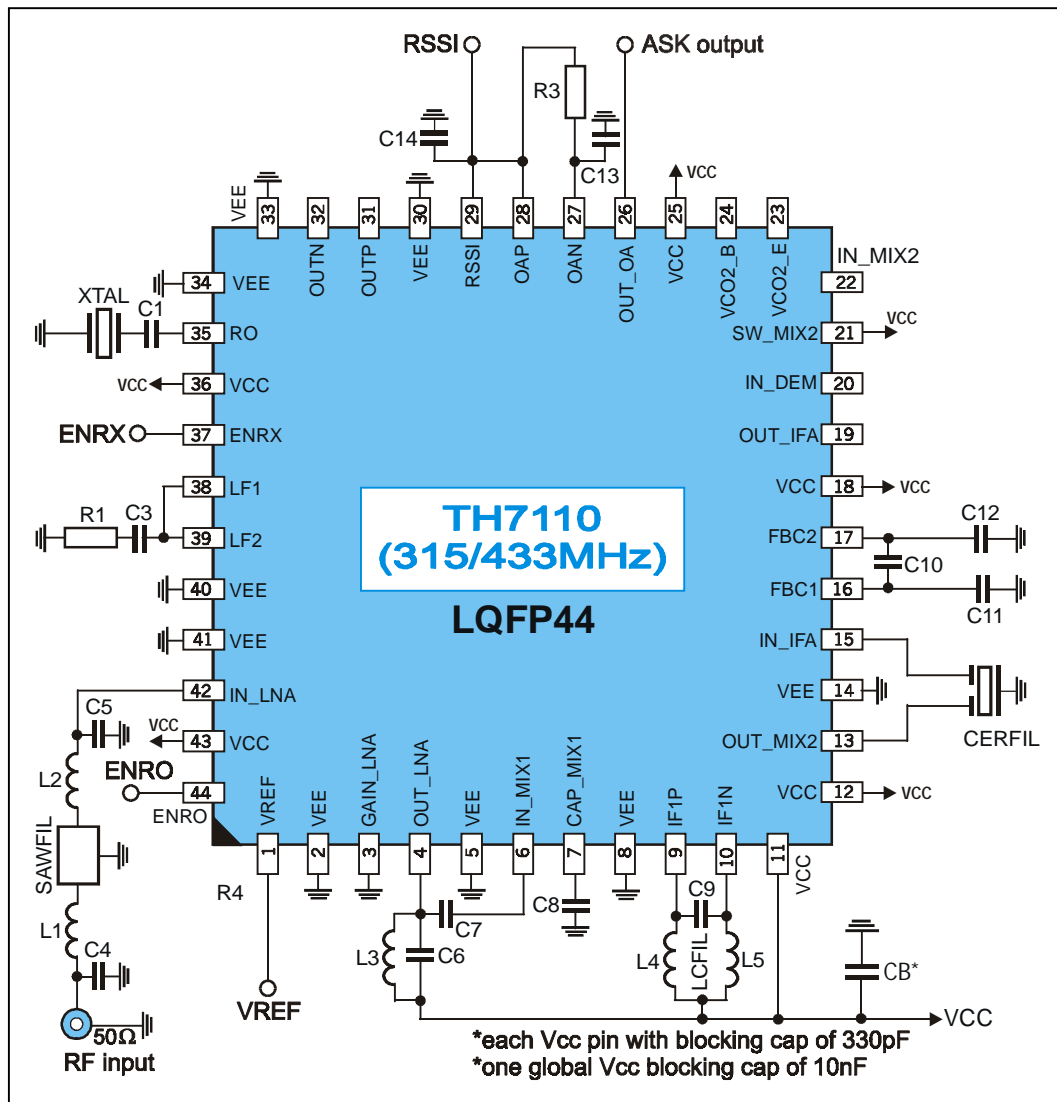 RSSI
ASK output
R3
C14
C13
VCC
VEE
33
32
31
30
29
28
27
26
25
24
23
OUTN
OUTP
VEE
RSSI
OAP
OAN
OUT_OA
VCC
VCO2_B
VCO2_E
IN_MIX2
22
34
VEE
XTAL
C1
35
RO
SW_MIX2
21
VCC
VCC
36
VCC
IN_DEM
20
ENRX
37
ENRX
OUT_IFA
19
38
LF1
VCC
18
VCC
R1
C3
39
LF2
TH7110
(315/433MHz)
LQFP44
FBC2
17
C12
C10
40
VEE
FBC1
16
C11
41
VEE
IN_IFA
15
42
IN_LNA
VEE
14
C5
VCC
43
VCC
OUT_MIX2
13
CERFIL
L2
ENRO
44
ENRO
VCC
12
VCC
VREF
VEE
GAIN_LNA
OUT_LNA
VEE
IN_MIX1
CAP_MIX1
VEE
IF1P
IF1N
1
2
3
4
5
6
7
8
9
10
11
VCC
SAWFIL
R4
L1
C4
C7
C8
C9
L3
C6
L4
LCFIL
L5
CB*
VREF
50Ω
RF input
VCC
*each Vcc pin with blocking cap of 330pF
*one global Vcc blocking cap of 10nF